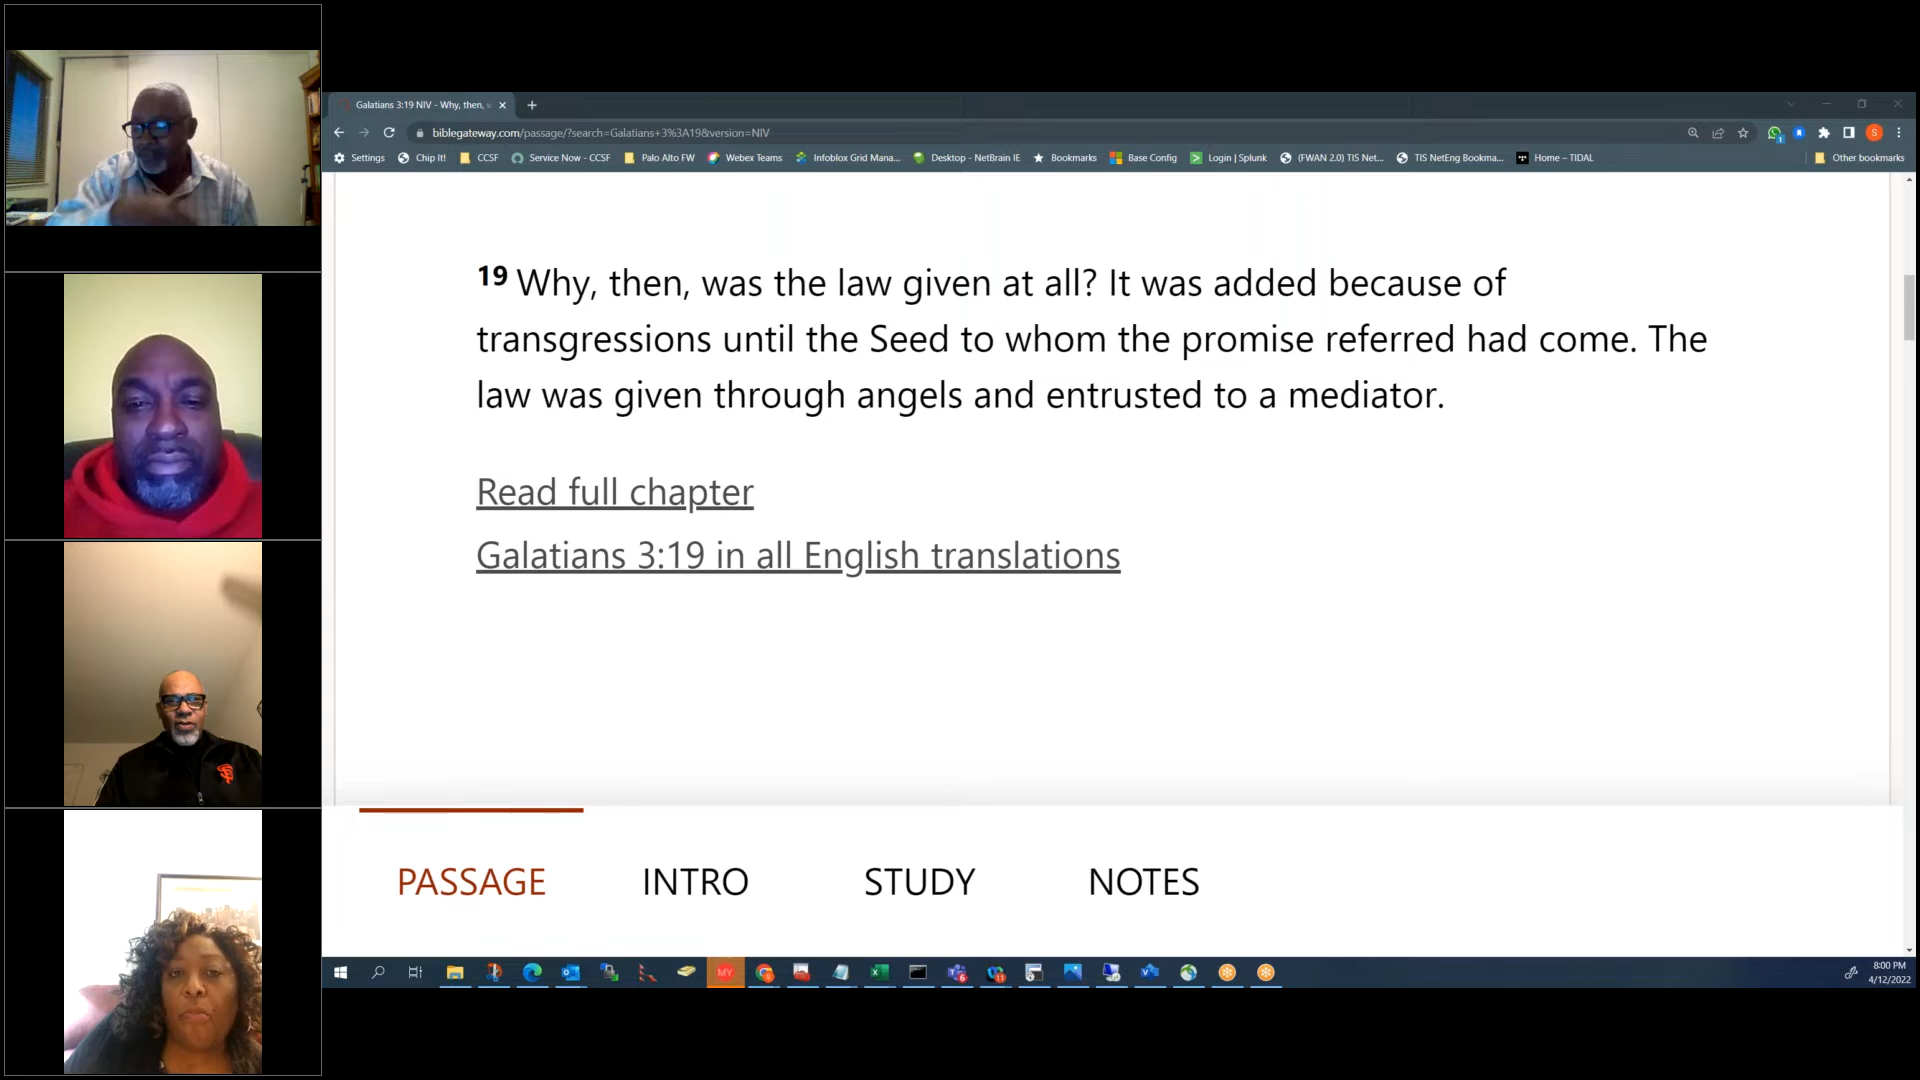 Galatians 3:19 NIV - Why, then,
biblegateway.com/passage/?search=Galatians+3%3A19&version=NIV
S
1
Settings Chip It! CCSF Service Now - CCSF Palo Alto FW Webex Teams Infoblox Grid Mana... Desktop - NetBrain IE Bookmarks Base Config Login | Splunk (FWAN 2.0) TIS Net... TIS NetEng Bookma... Home – TIDAL Other bookmarks
19 Why, then, was the law given at all? It was added because of
transgressions until the Seed to whom the promise referred had come. The
law was given through angels and entrusted to a mediator.
Read full chapter
Galatians 3:19 in all English translations
SF
PASSAGE INTRO STUDY NOTES
MY
6
11
8:00 PM
4/12/2022